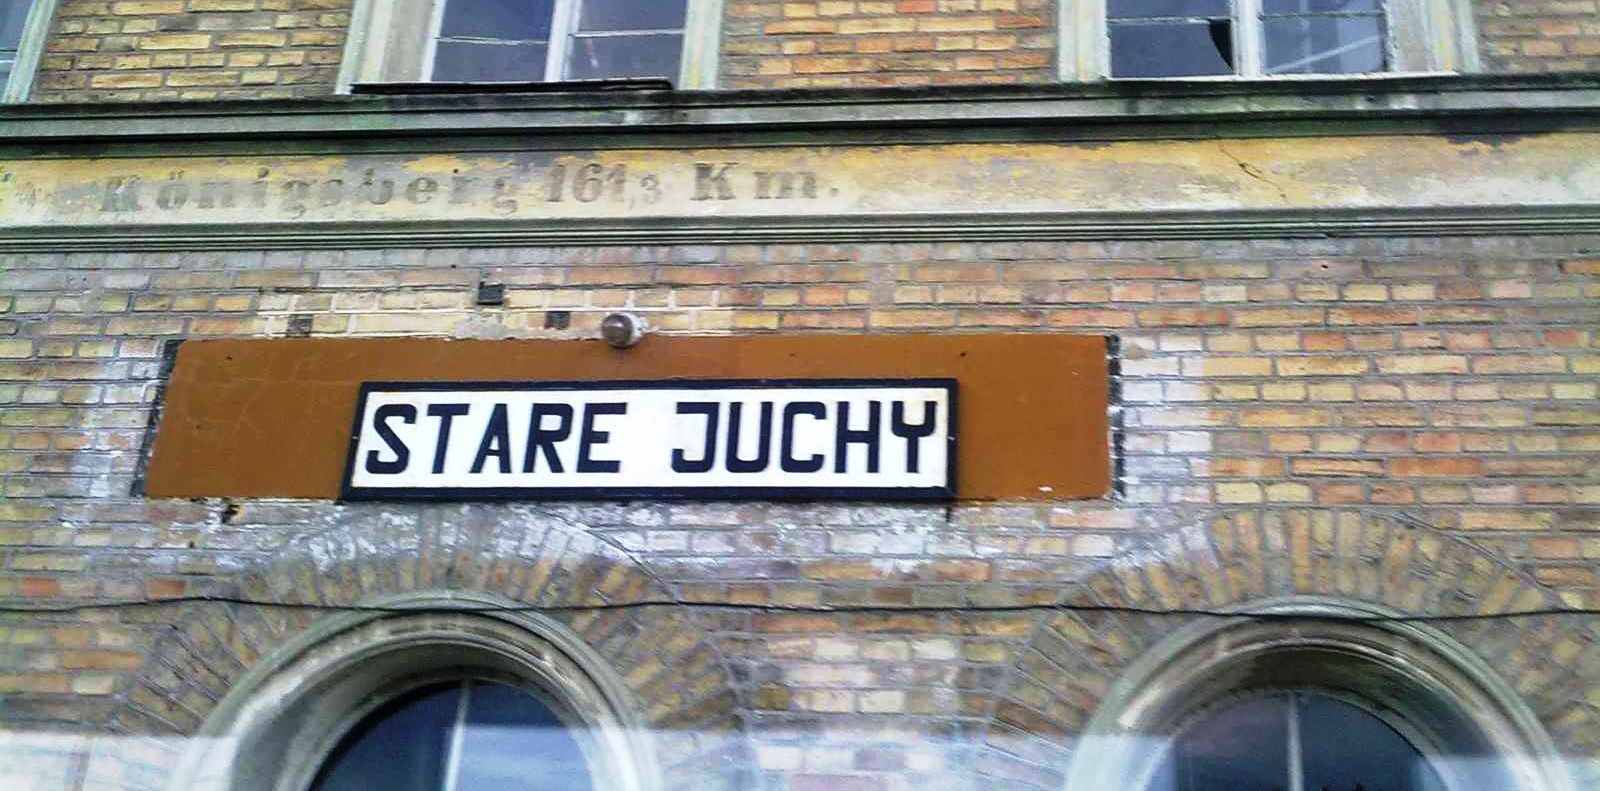 Königsberg 161,3 Km.
STARE JUCHY